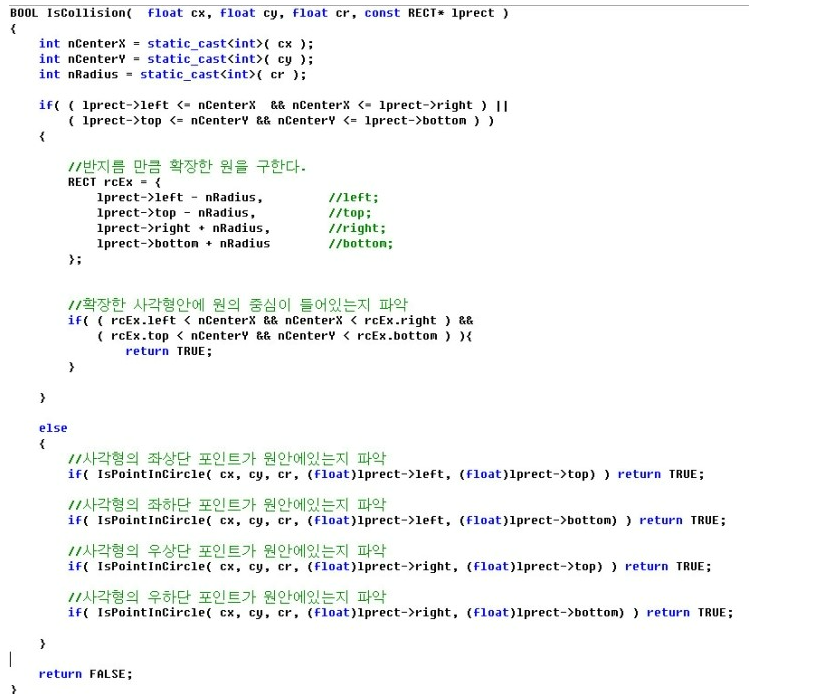 BOOL IsCollision(  float cx, float cy, float cr, const RECT* lprect )
{
    int nCenterX = static_cast<int>( cx );
    int nCenterY = static_cast<int>( cy );
    int nRadius = static_cast<int>( cr );
    if( ( lprect->left <= nCenterX  && nCenterX <= lprect->right ) ||
        ( lprect->top <= nCenterY && nCenterY <= lprect->bottom ) )
    {
        //반지름 만큼 확장한 원을 구한다.
        RECT rcEx = {
            lprect->left - nRadius,         //left;
            lprect->top - nRadius,          //top;
            lprect->right + nRadius,        //right;
            lprect->bottom + nRadius        //bottom;
        };
        //확장한 사각형안에 원의 중심이 들어있는지 파악
        if( ( rcEx.left < nCenterX && nCenterX < rcEx.right ) &&
            ( rcEx.top < nCenterY && nCenterY < rcEx.bottom ) ){
                return TRUE;
        }
    }
    else
    {
        //사각형의 좌상단 포인트가 원안에있는지 파악
        if( IsPointInCircle( cx, cy, cr, (float)lprect->left, (float)lprect->top) ) return TRUE;
        //사각형의 좌하단 포인트가 원안에있는지 파악
        if( IsPointInCircle( cx, cy, cr, (float)lprect->left, (float)lprect->bottom) ) return TRUE;
        //사각형의 우상단 포인트가 원안에있는지 파악
        if( IsPointInCircle( cx, cy, cr, (float)lprect->right, (float)lprect->top) ) return TRUE;
        //사각형의 우하단 포인트가 원안에있는지 파악
        if( IsPointInCircle( cx, cy, cr, (float)lprect->right, (float)lprect->bottom) ) return TRUE;
    }
    return FALSE;
}